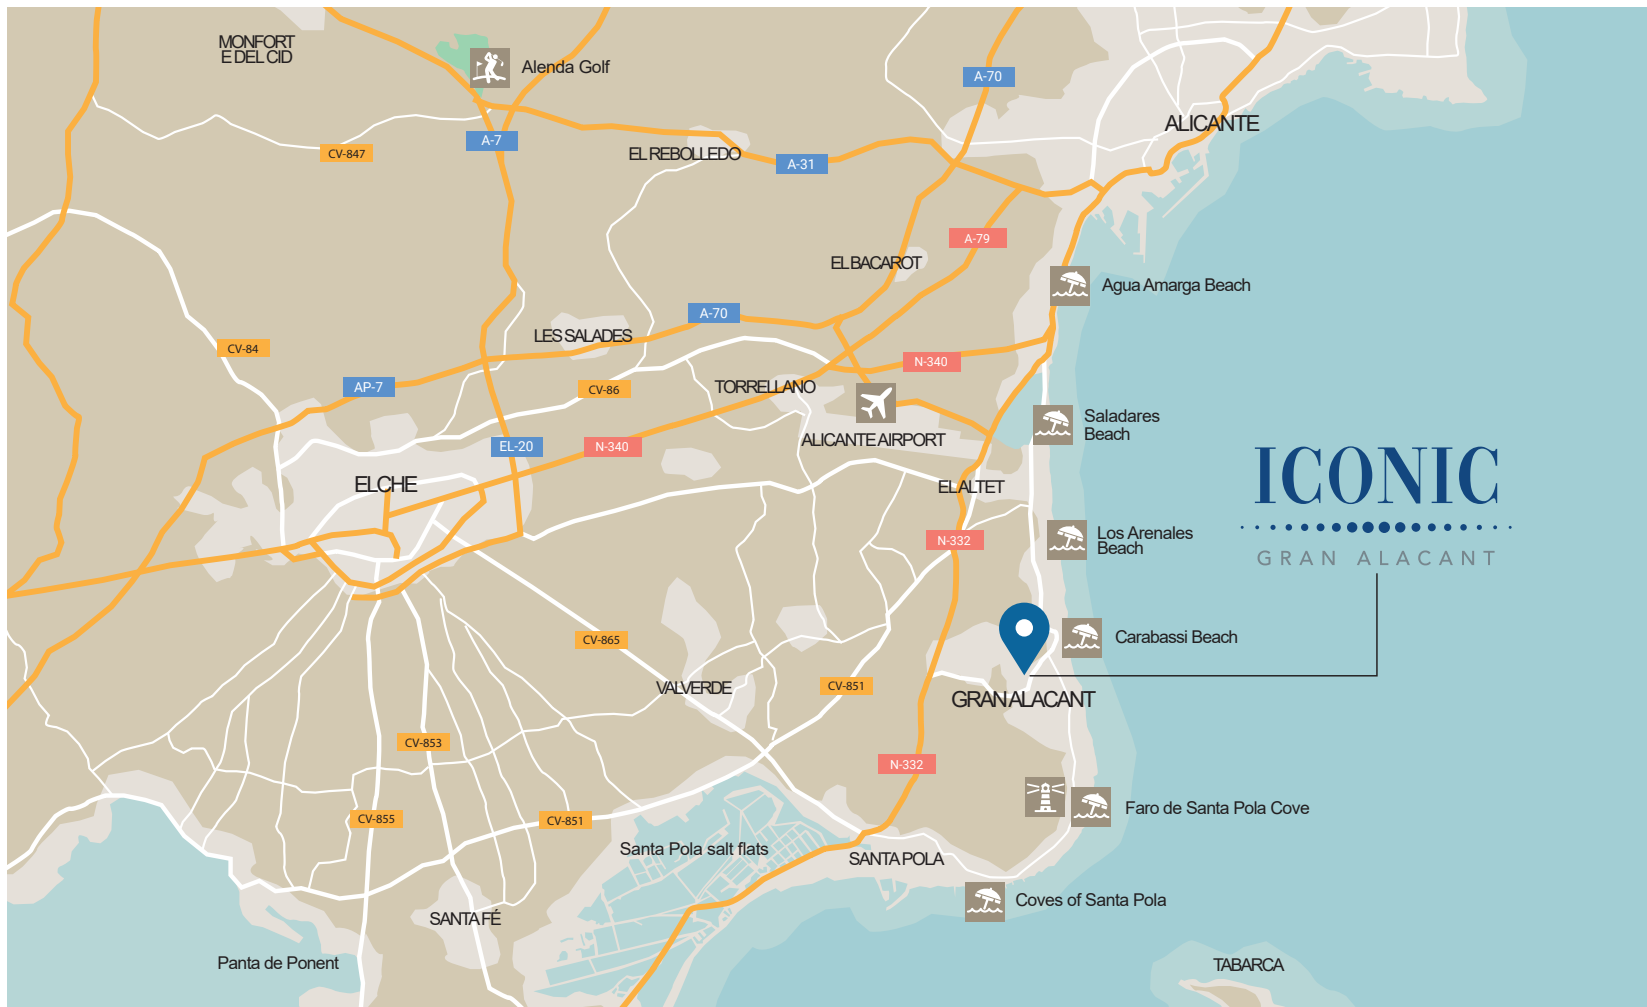 MONFORT
E DEL CID
Alenda Golf
A-70
ALICANTE
A-7
CV-847
EL REBOLLEDO
A-31
A-79
EL BACAROT
Agua Amarga Beach
A-70
LES SALADES
CV-84
N-340
AP-7
CV-86
TORRELLANO
Saladares
Beach
ALICANTE AIRPORT
EL-20
N-340
ELCHE
EL ALTET
ICONIC
GRAN ALACANT
Los Arenales
Beach
N-332
CV-865
Carabassi Beach
VALVERDE
CV-851
GRAN ALACANT
CV-853
N-332
Faro de Santa Pola Cove
CV-855
CV-851
Santa Pola salt flats
SANTA POLA
Coves of Santa Pola
SANTA FÉ
Panta de Ponent
TABARCA